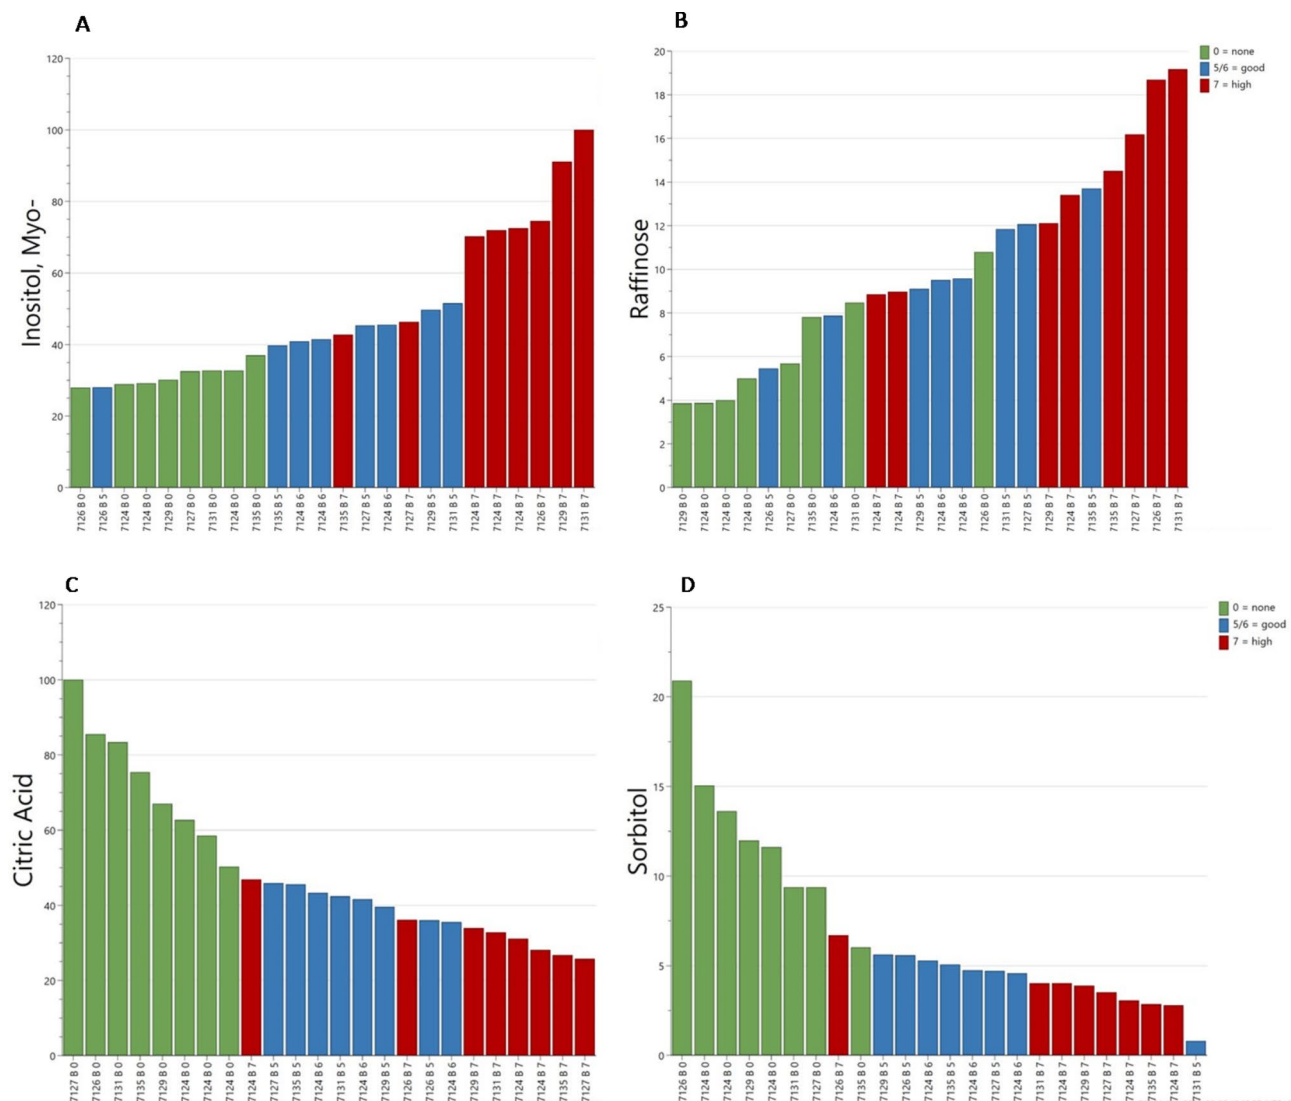 A
B
120
100
80
60
40
20
0
Inositol, Myo-
7126 B 0
7126 B 5
7124 B 0
7124 B 0
7129 B 0
7127 B 0
7131 B 0
7124 B 0
7135 B 0
7135 B 5
7124 B 6
7124 B 6
7135 B 7
7127 B 5
7124 B 6
7127 B 7
7129 B 5
7131 B 5
7124 B 7
7124 B 7
7124 B 7
7126 B 7
7129 B 7
7131 B 7
20
18
16
14
12
10
8
6
4
2
0
Raffinose
7129 B 0
7124 B 0
7124 B 0
7124 B 0
7126 B 5
7127 B 0
7135 B 0
7124 B 6
7131 B 0
7124 B 7
7124 B 7
7129 B 5
7124 B 6
7124 B 6
7126 B 0
7131 B 5
7127 B 5
7129 B 7
7124 B 7
7135 B 5
7135 B 7
7127 B 7
7126 B 7
7131 B 7
0 = none
5/6 = good
7 = high
C
D
120
100
80
60
40
20
0
Citric Acid
7127 B 0
7126 B 0
7131 B 0
7135 B 0
7129 B 0
7124 B 0
7124 B 0
7124 B 0
7124 B 7
7127 B 5
7135 B 5
7124 B 6
7131 B 5
7124 B 6
7129 B 5
7126 B 7
7126 B 5
7124 B 6
7129 B 7
7131 B 7
7124 B 7
7124 B 7
7135 B 7
7127 B 7
25
20
15
10
5
0
Sorbitol
7126 B 0
7124 B 0
7124 B 0
7129 B 0
7124 B 0
7131 B 0
7127 B 0
7126 B 7
7135 B 0
7129 B 5
7126 B 5
7124 B 6
7135 B 5
7124 B 6
7127 B 5
7124 B 6
7131 B 7
7124 B 7
7129 B 7
7127 B 7
7124 B 7
7135 B 7
7124 B 7
7131 B 5
0 = none
5/6 = good
7 = high